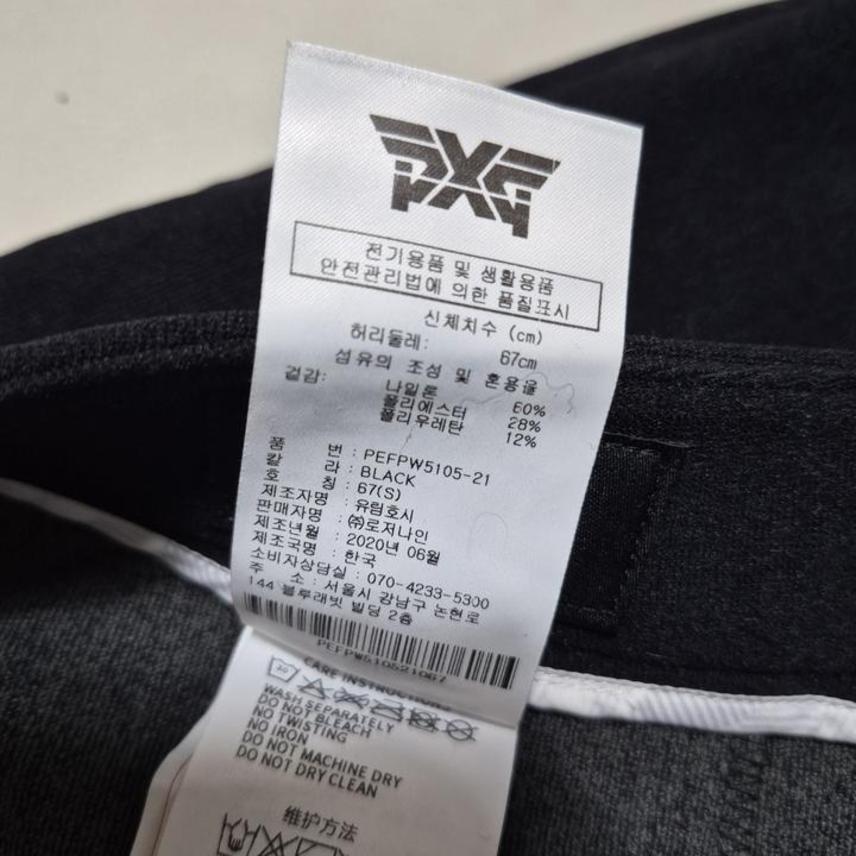 PXG
전기용품 및 생활용품
안전관리법에 의한 품질표시
신체치수 (cm)
허리둘레: 67cm
섬유의 조성 및 혼용율
겉감: 나일론 60%
폴리에스터 28%
폴리우레탄 12%
품 번 : PEFPW5105-21
칼 라 : BLACK
호 칭 : 67(S)
제조자명 : 유림호시
판매자명 : ㈜로저나인
제조년월 : 2020년 06월
제조국명 : 한국
소비자상담실 : 070-4233-5300
주 소 : 서울시 강남구 논현로
144 블루래빗 빌딩 2층
PEFPW510521067
CARE INSTRUCTIONS
WASH SEPARATELY
DO NOT BLEACH
NO TWISTING
NO IRON
DO NOT MACHINE DRY
DO NOT DRY CLEAN
维护方法